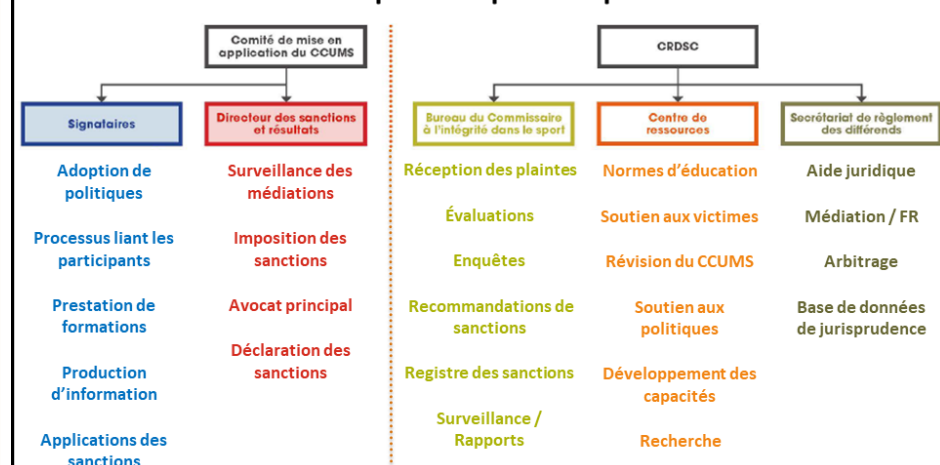 Comité de mise en
application du CCUMS
CRDSC
Signataires
Directeur des sanctions
et résultats
Bureau du Commissaire
à l'intégrité dans le sport
Centre de
ressources
Secrétariat de règlement
des différends
Adoption de
politiques
Processus liant les
participants
Prestation de
formations
Production
d'information
Applications des
sanctions
Surveillance des
médiations
Imposition des
sanctions
Avocat principal
Déclaration des
sanctions
Réception des plaintes
Évaluations
Enquêtes
Recommandations de
sanctions
Registre des sanctions
Surveillance /
Rapports
Normes d'éducation
Soutien aux victimes
Révision du CCUMS
Soutien aux
politiques
Développement des
capacités
Recherche
Aide juridique
Médiation / FR
Arbitrage
Base de données
de jurisprudence